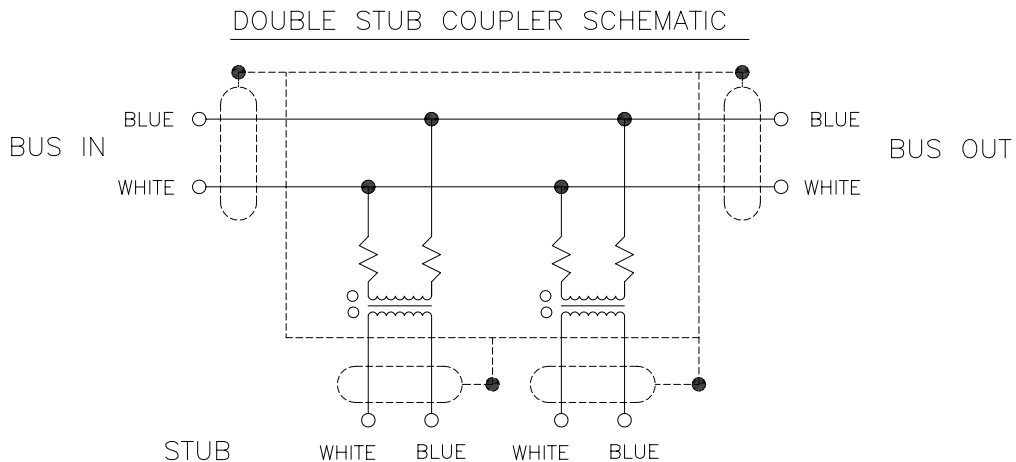 DOUBLE STUB COUPLER SCHEMATIC
BLUE BLUE
BUS IN BUS OUT
WHITE WHITE
STUB WHITE BLUE WHITE BLUE